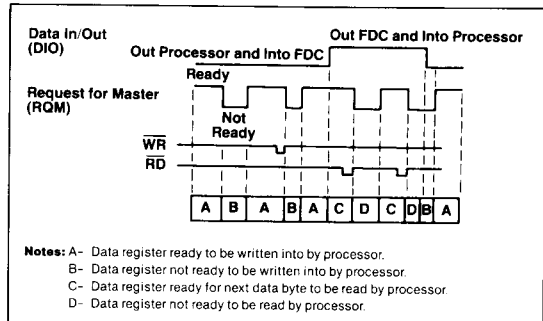 Data in/Out
(DIO)
Out Processor and Into FDC
Out FDC and Into Processor
Ready
Request for Master
(RQM)
Not
Ready
WR
RD
A B A B A C D C D B A
Notes: A- Data register ready to be written into by processor.
B- Data register not ready to be written into by processor.
C- Data register ready for next data byte to be read by processor.
D- Data register not ready to be read by processor.